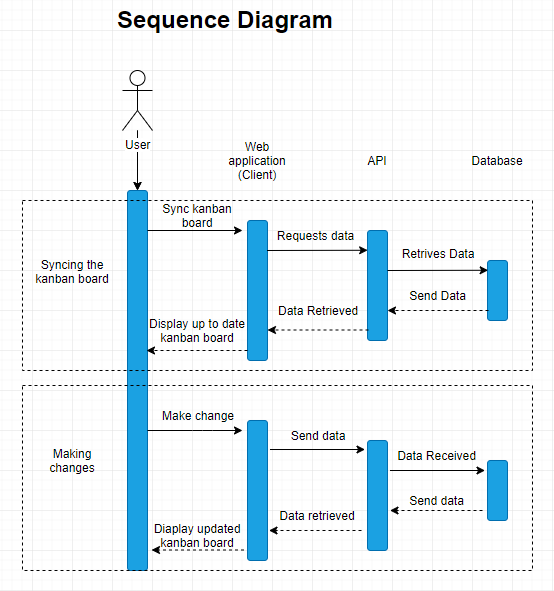 Sequence Diagram
User
Web
application
(Client)
API
Database
Sync kanban
board
Requests data
Retrives Data
Syncing the
kanban board
Send Data
Data Retrieved
Display up to date
kanban board
Make change
Send data
Data Received
Making
changes
Send data
Data retrieved
Diaplay updated
kanban board